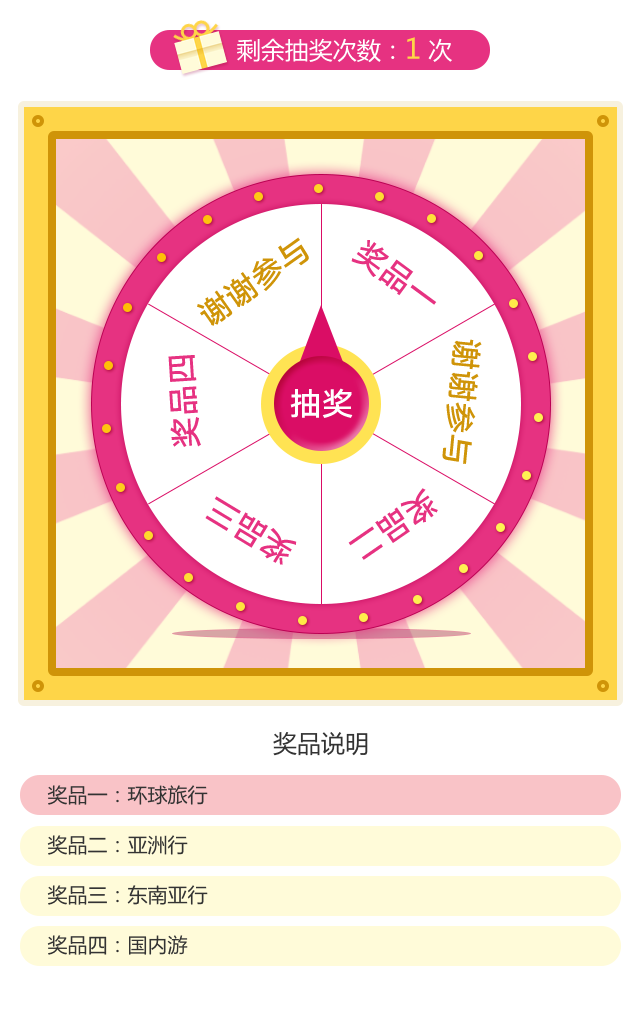 剩余抽奖次数：1 次
谢谢参与
奖品一
奖品四
抽奖
谢谢参与
奖品三
奖品二
奖品说明
奖品一：环球旅行
奖品二：亚洲行
奖品三：东南亚行
奖品四：国内游